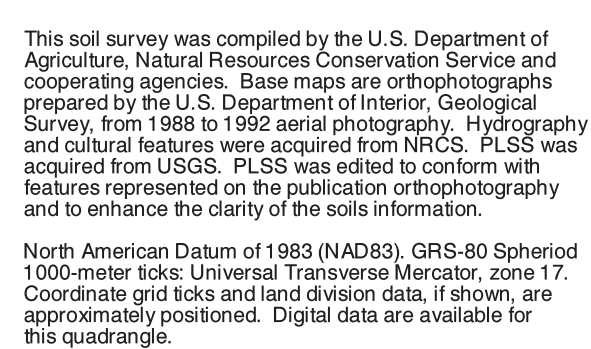 This soil survey was compiled by the U.S. Department of
Agriculture, Natural Resources Conservation Service and
cooperating agencies.  Base maps are orthophotographs
prepared by the U.S. Department of Interior, Geological
Survey, from 1988 to 1992 aerial photography.  Hydrography
and cultural features were acquired from NRCS.  PLSS was
acquired from USGS.  PLSS was edited to conform with
features represented on the publication orthophotography
and to enhance the clarity of the soils information.

North American Datum of 1983 (NAD83). GRS-80 Spheriod
1000-meter ticks: Universal Transverse Mercator, zone 17.
Coordinate grid ticks and land division data, if shown, are
approximately positioned.  Digital data are available for
this quadrangle.